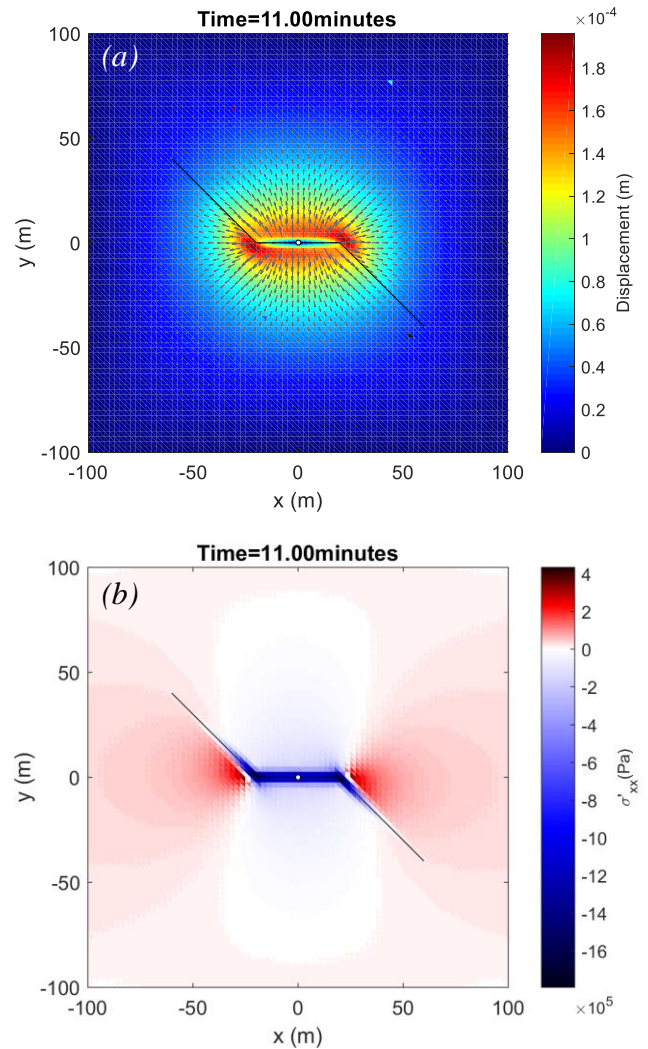 Time=11.00minutes
×10⁻⁴
(a)
100
50
0
-50
-100
y (m)
-100 -50 0 50 100
x (m)
1.8
1.6
1.4
1.2
1
0.8
0.6
0.4
0.2
0
Displacement (m)
Time=11.00minutes
(b)
100
50
0
-50
-100
y (m)
-100 -50 0 50 100
x (m)
4
2
0
-2
-4
-6
-8
-10
-12
-14
-16
σ'xx(Pa)
×10⁵